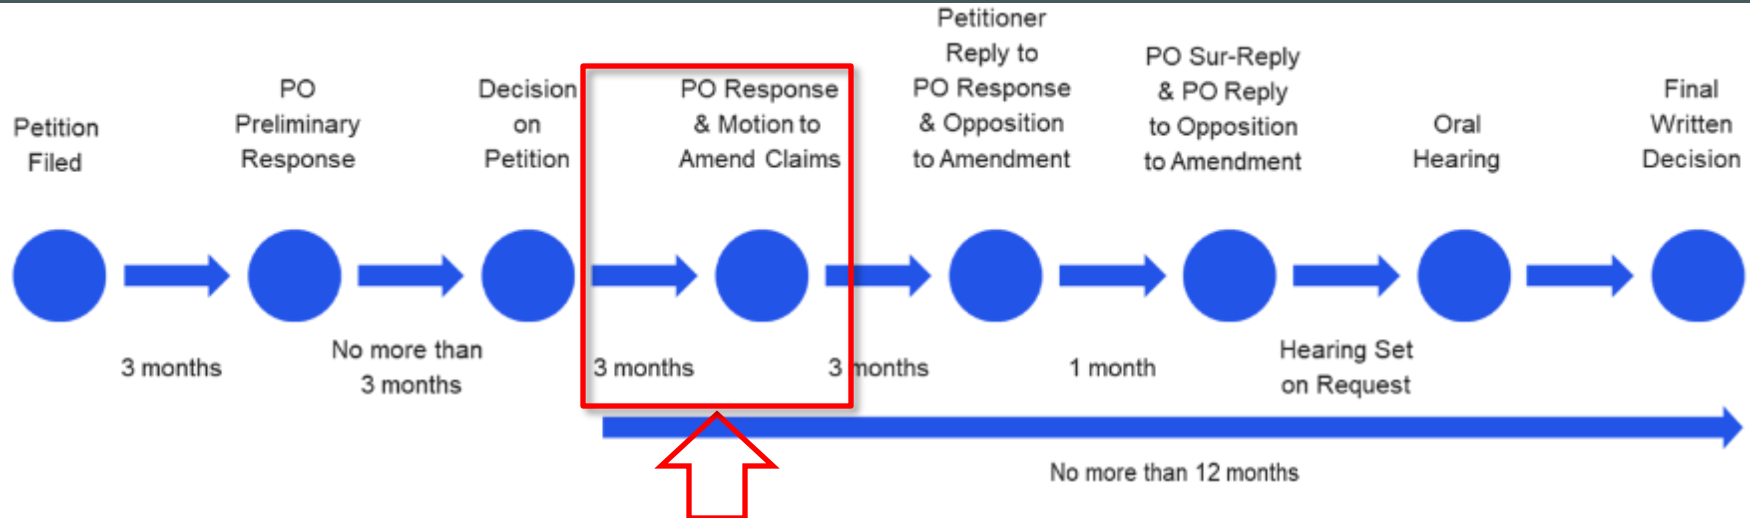 Petition
Filed
PO
Preliminary
Response
Decision
on
Petition
PO Response
& Motion to
Amend Claims
Petitioner
Reply to
PO Response
& Opposition
to Amendment
PO Sur-Reply
& PO Reply
to Opposition
to Amendment
Oral
Hearing
Final
Written
Decision
3 months
No more than
3 months
3 months
3 months
1 month
Hearing Set
on Request
No more than 12 months